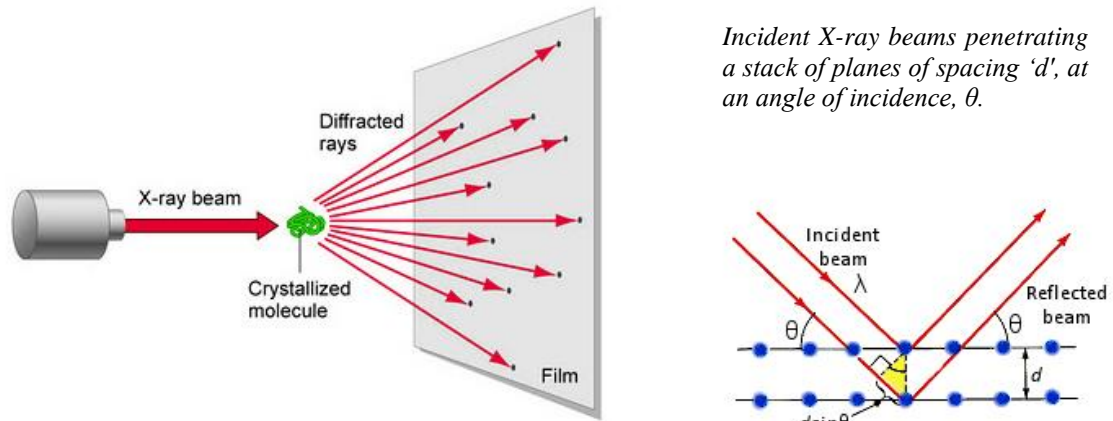 Diffracted
rays
X-ray beam
Crystallized
molecule
Film
Incident X-ray beams penetrating
a stack of planes of spacing ‘d', at
an angle of incidence, θ.
Incident
beam
λ
Reflected
beam
θ
θ
d
dsinθ